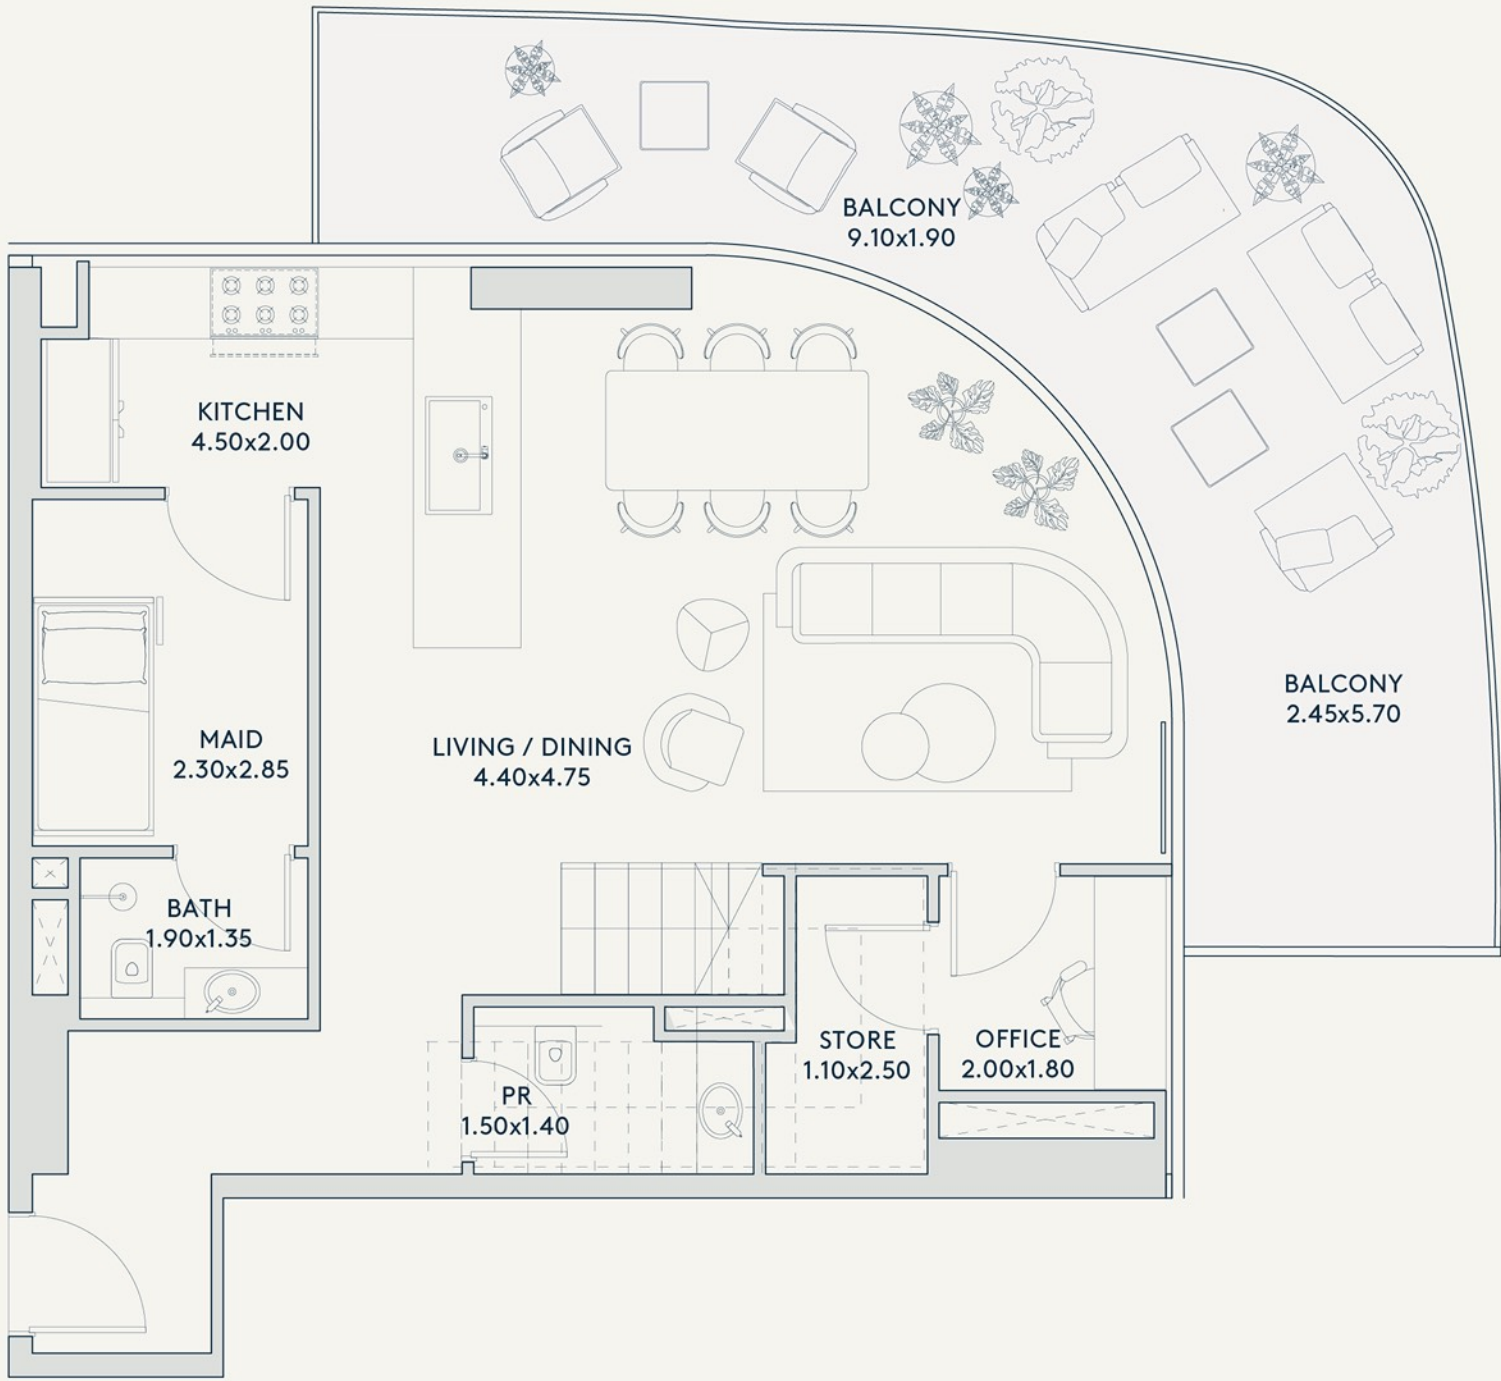 BALCONY
9.10x1.90
KITCHEN
4.50x2.00
BALCONY
2.45x5.70
MAID
2.30x2.85
LIVING / DINING
4.40x4.75
BATH
1.90x1.35
STORE
1.10x2.50
OFFICE
2.00x1.80
PR
1.50x1.40